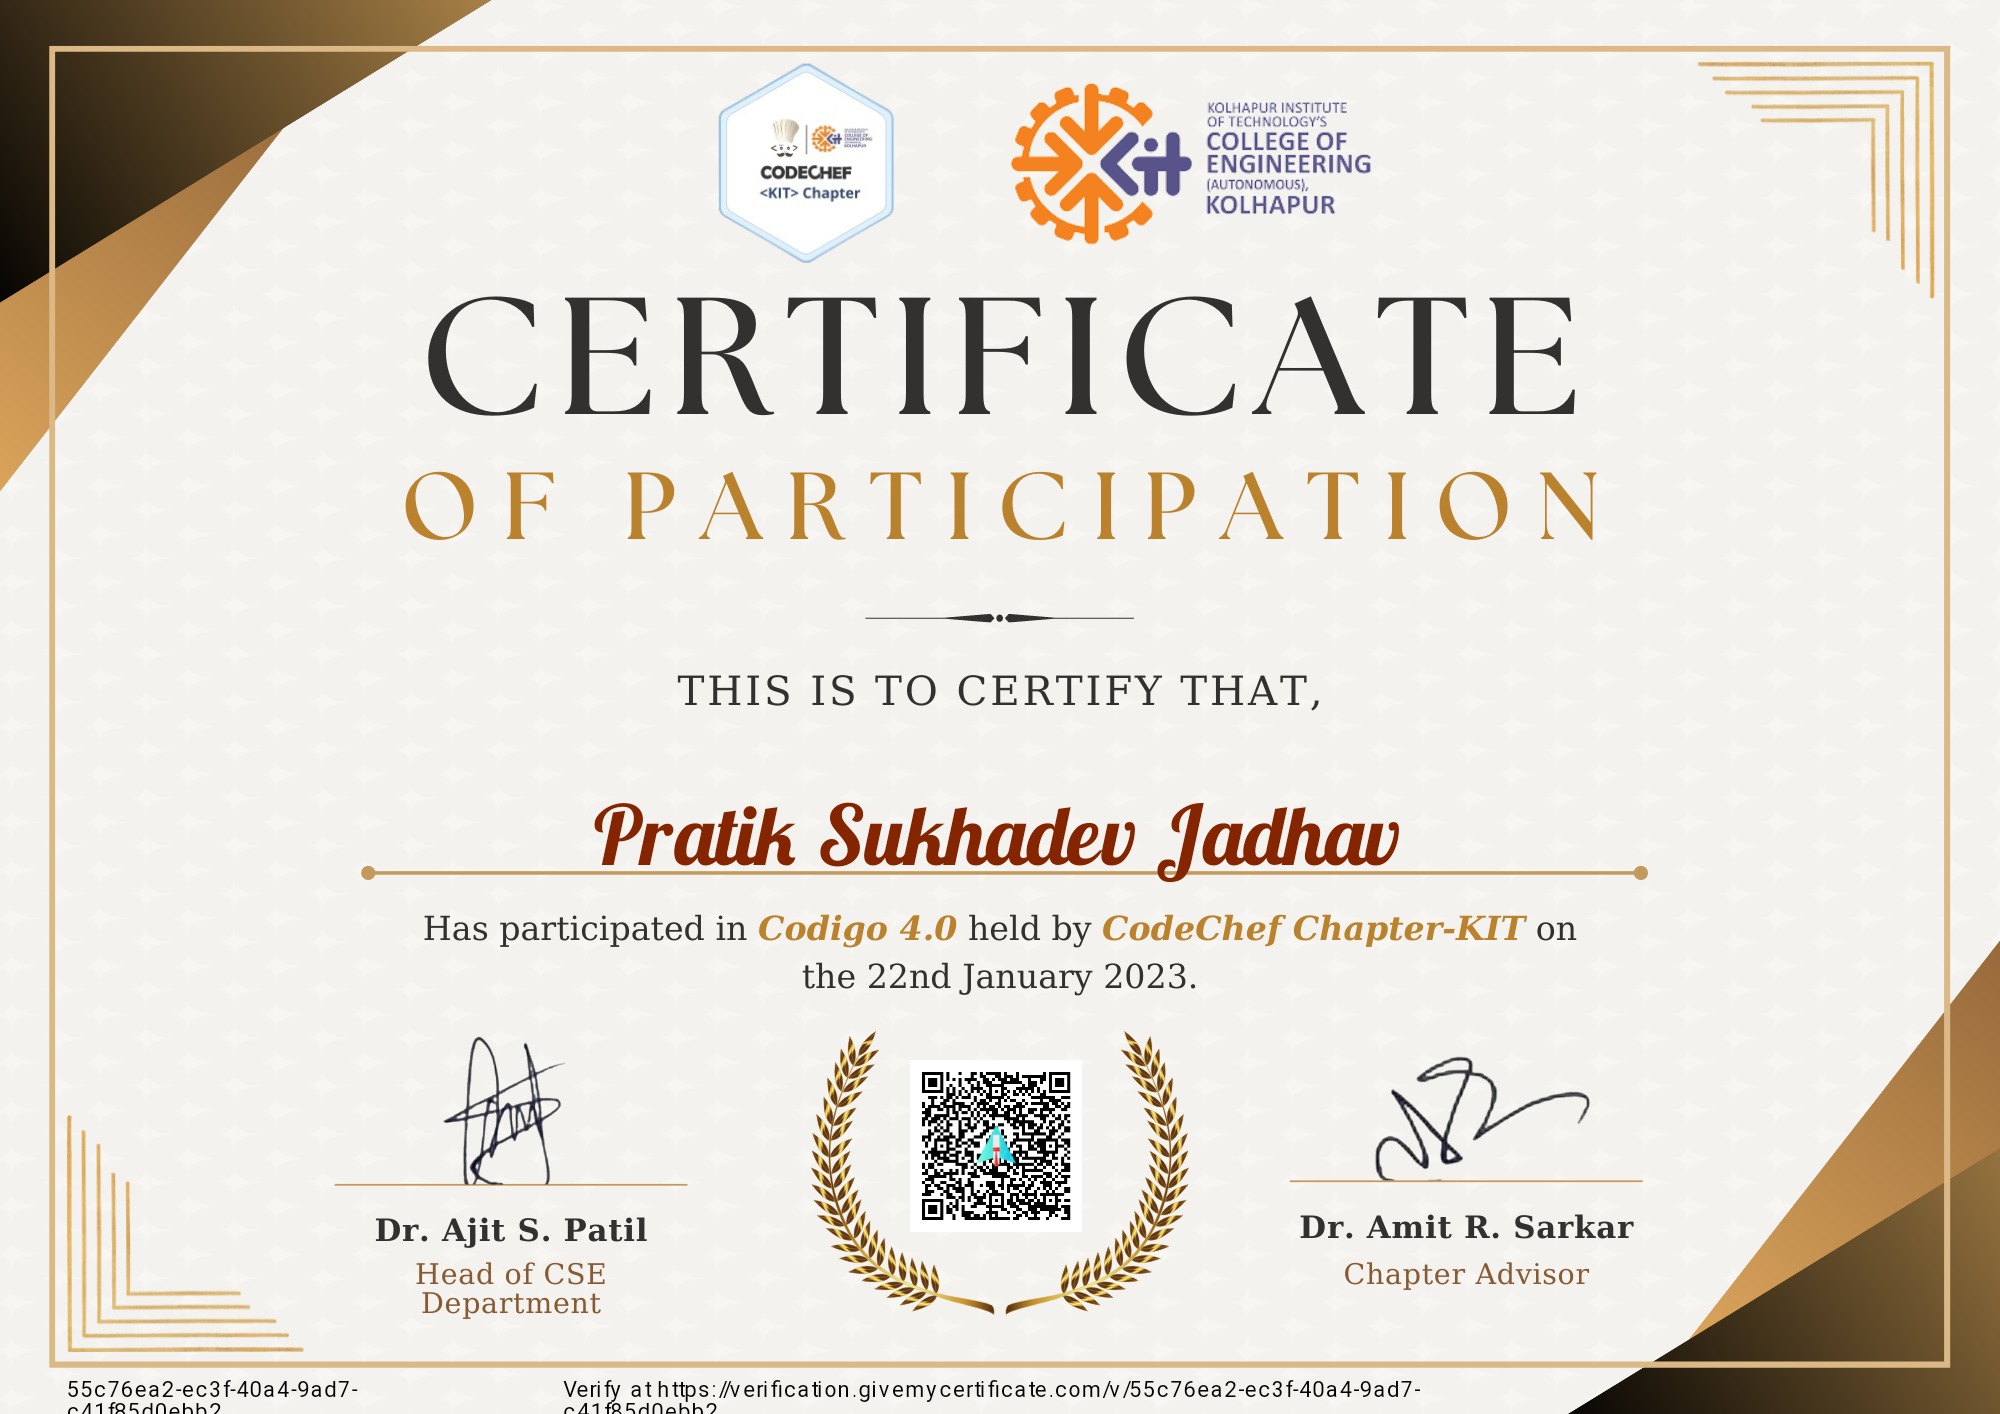 CODECHEF
<KIT> Chapter
KOLHAPUR INSTITUTE
OF TECHNOLOGY'S
COLLEGE OF
ENGINEERING
(AUTONOMOUS),
KOLHAPUR
Kit
CERTIFICATE
OF PARTICIPATION
THIS IS TO CERTIFY THAT,
Pratik Sukhadev Jadhav
Has participated in Codigo 4.0 held by CodeChef Chapter-KIT on
the 22nd January 2023.
Dr. Ajit S. Patil
Head of CSE
Department
Dr. Amit R. Sarkar
Chapter Advisor
55c76ea2-ec3f-40a4-9ad7-
c41f85d0ebb2
Verify at https://verification.givemycertificate.com/v/55c76ea2-ec3f-40a4-9ad7-
c41f85d0ebb2